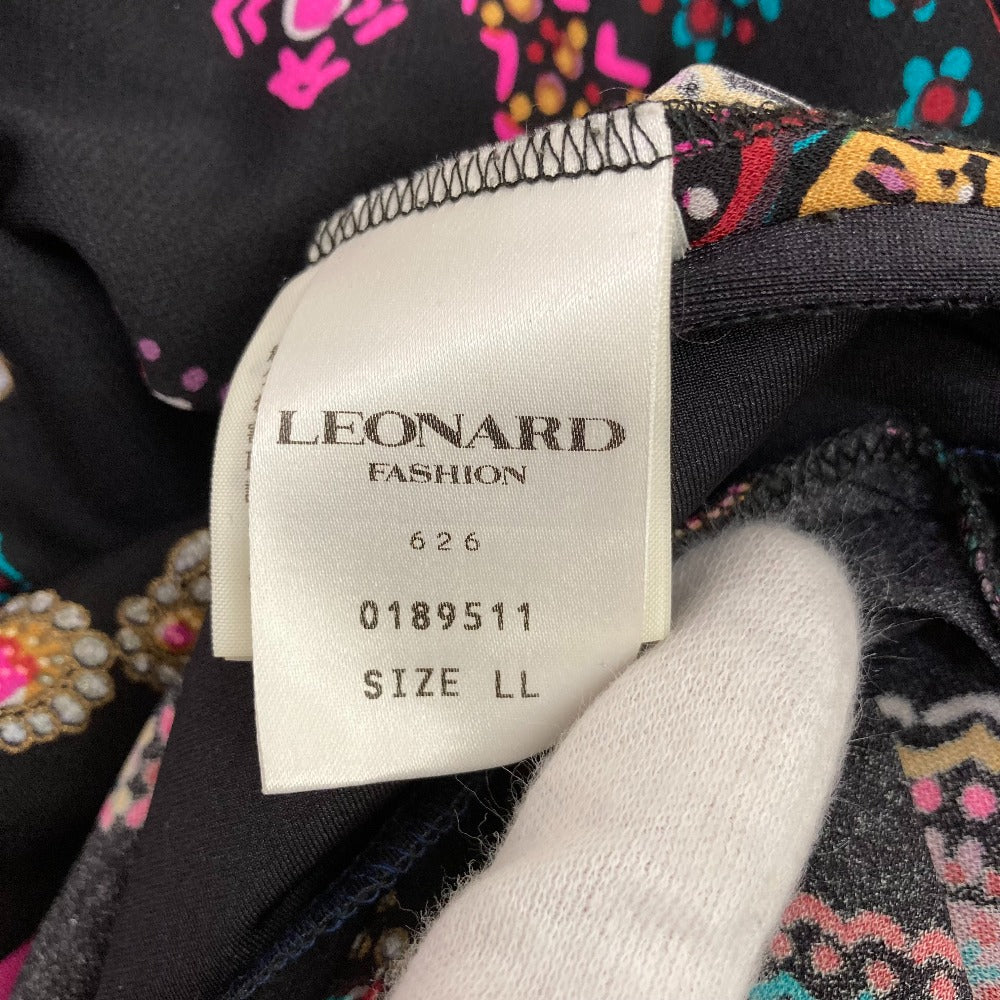 LEONARD
FASHION
626
0189511
SIZE LL